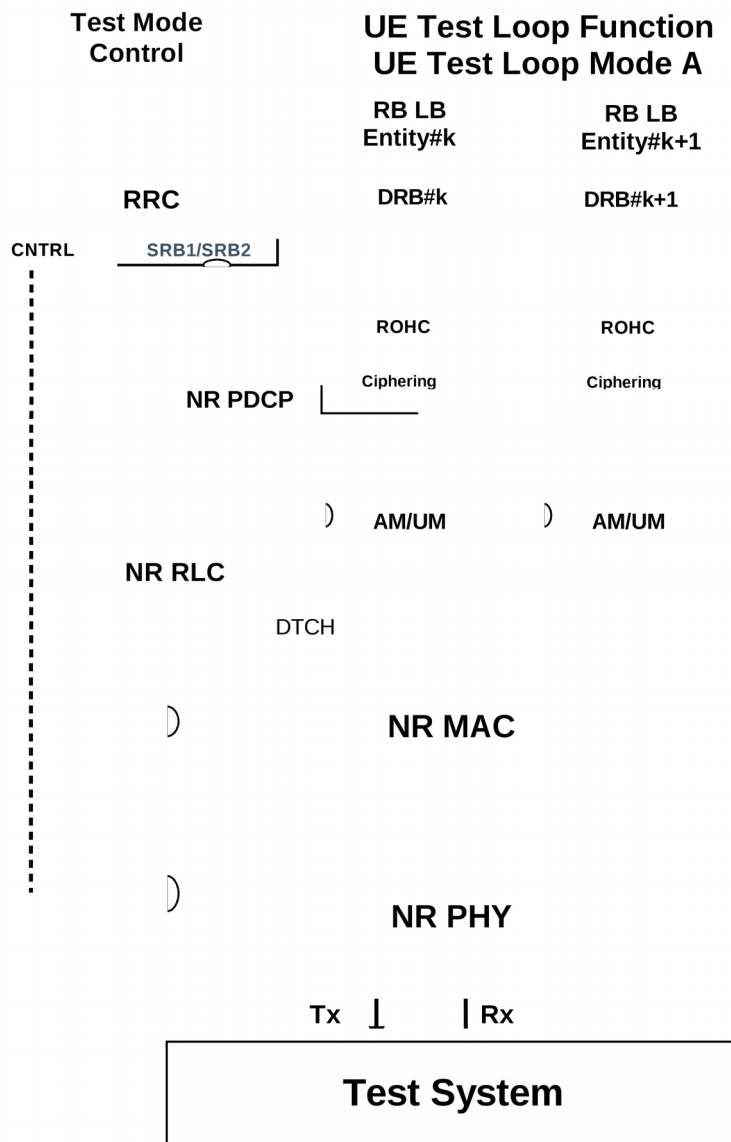 Test Mode
Control
UE Test Loop Function
UE Test Loop Mode A
RB LB
Entity#k
RB LB
Entity#k+1
RRC
DRB#k
DRB#k+1
CNTRL
SRB1/SRB2
ROHC
ROHC
Ciphering
Ciphering
NR PDCP
AM/UM
AM/UM
NR RLC
DTCH
NR MAC
NR PHY
Tx
Rx
Test System